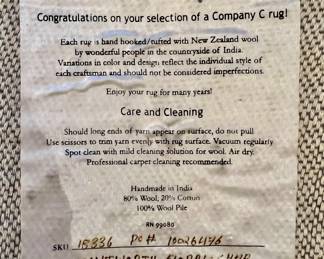 Congratulations on your selection of a Company C rug!
Each rug is hand hooked/tufted with New Zealand wool
by wonderful people in the countryside of India.
Variations in color and design reflect the individual style of
each craftsman and should not be considered imperfections.
Enjoy your rug for many years!
Care and Cleaning
Should long ends of yarn appear on surface, do not pull
Use scissors to trim yarn evenly with rug surface. Vacuum regularly
Spot clean with mild cleaning solution for wool. Air dry.
Professional carpet cleaning recommended.
Handmade in India
80% Wool; 20% Cotton
100% Wool Pile
RN 99080
SKU 18336 PO# 10026476